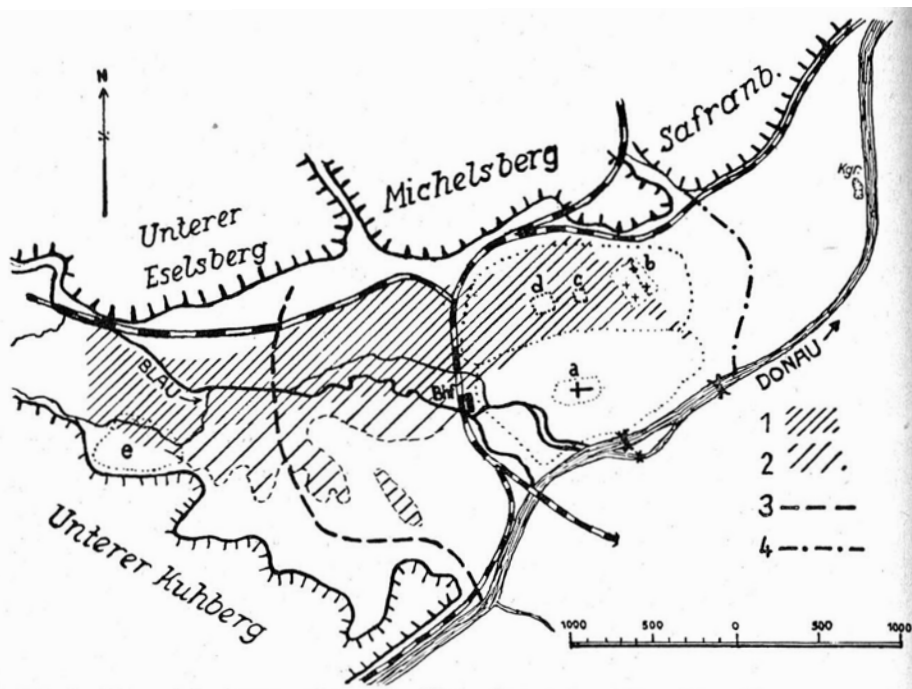 N
Safranb.
Michelsberg
Kgr.
Unterer
Eselsberg
b
d
c
DONAU
BLAU
a
Bhf
1
2
e
3
4
Unterer Kuhberg
1000 500 0 500 1000